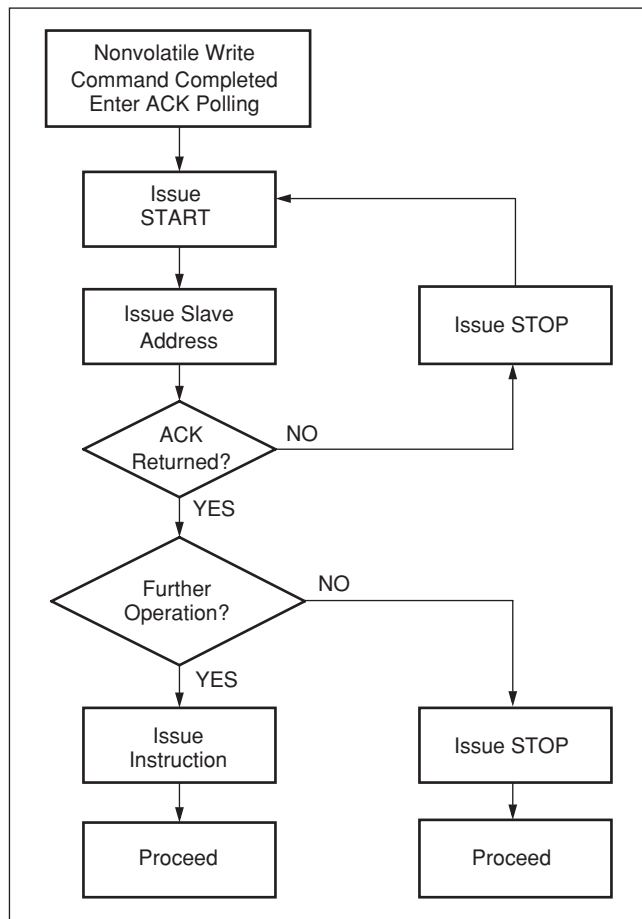 Nonvolatile Write
Command Completed
Enter ACK Polling
Issue
START
Issue Slave
Address
Issue STOP
ACK
Returned?
NO
YES
Further
Operation?
NO
YES
Issue
Instruction
Issue STOP
Proceed
Proceed